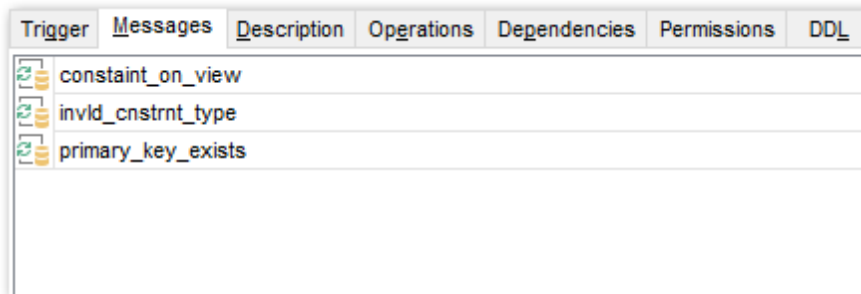 Trigger Messages Description Operations Dependencies Permissions DDL
constaint_on_view
invld_cnstrnt_type
primary_key_exists